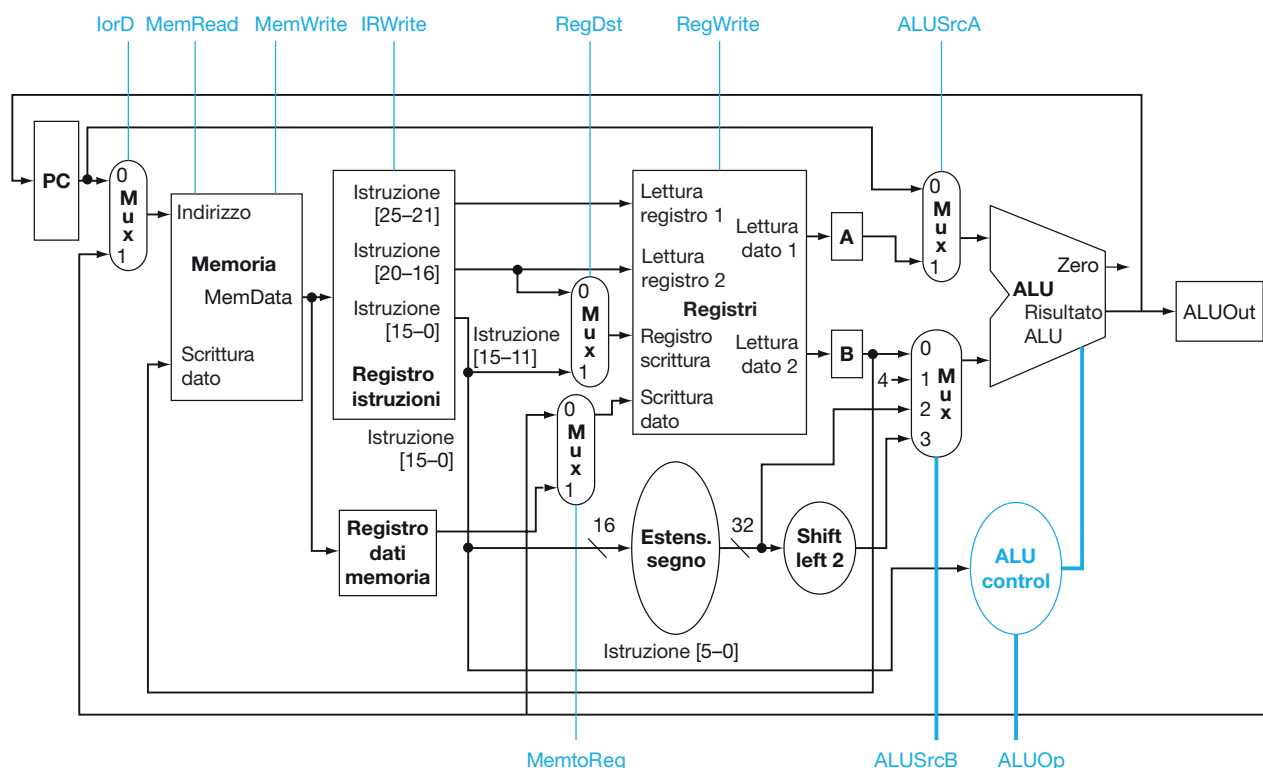 IorD MemRead MemWrite IRWrite RegDst RegWrite ALUSrcA
PC
0
M
u
x
1
Indirizzo
Memoria
MemData
Scrittura
dato
Istruzione
[25–21]
Istruzione
[20–16]
Istruzione
[15–0]
Registro
istruzioni
Istruzione
[15–11]
Istruzione
[15–0]
Registro
dati
memoria
0
M
u
x
1
0
M
u
x
1
Lettura
registro 1
Lettura
registro 2
Registri
Registro
scrittura
Scrittura
dato
Lettura
dato 1
Lettura
dato 2
A
B
4
0
M
u
x
1
0
1
2
3
M
u
x
Zero
ALU
Risultato
ALU
ALUOut
16
Estens.
segno
32
Shift
left 2
ALU
control
Istruzione [5–0]
MemtoReg ALUSrcB ALUOp